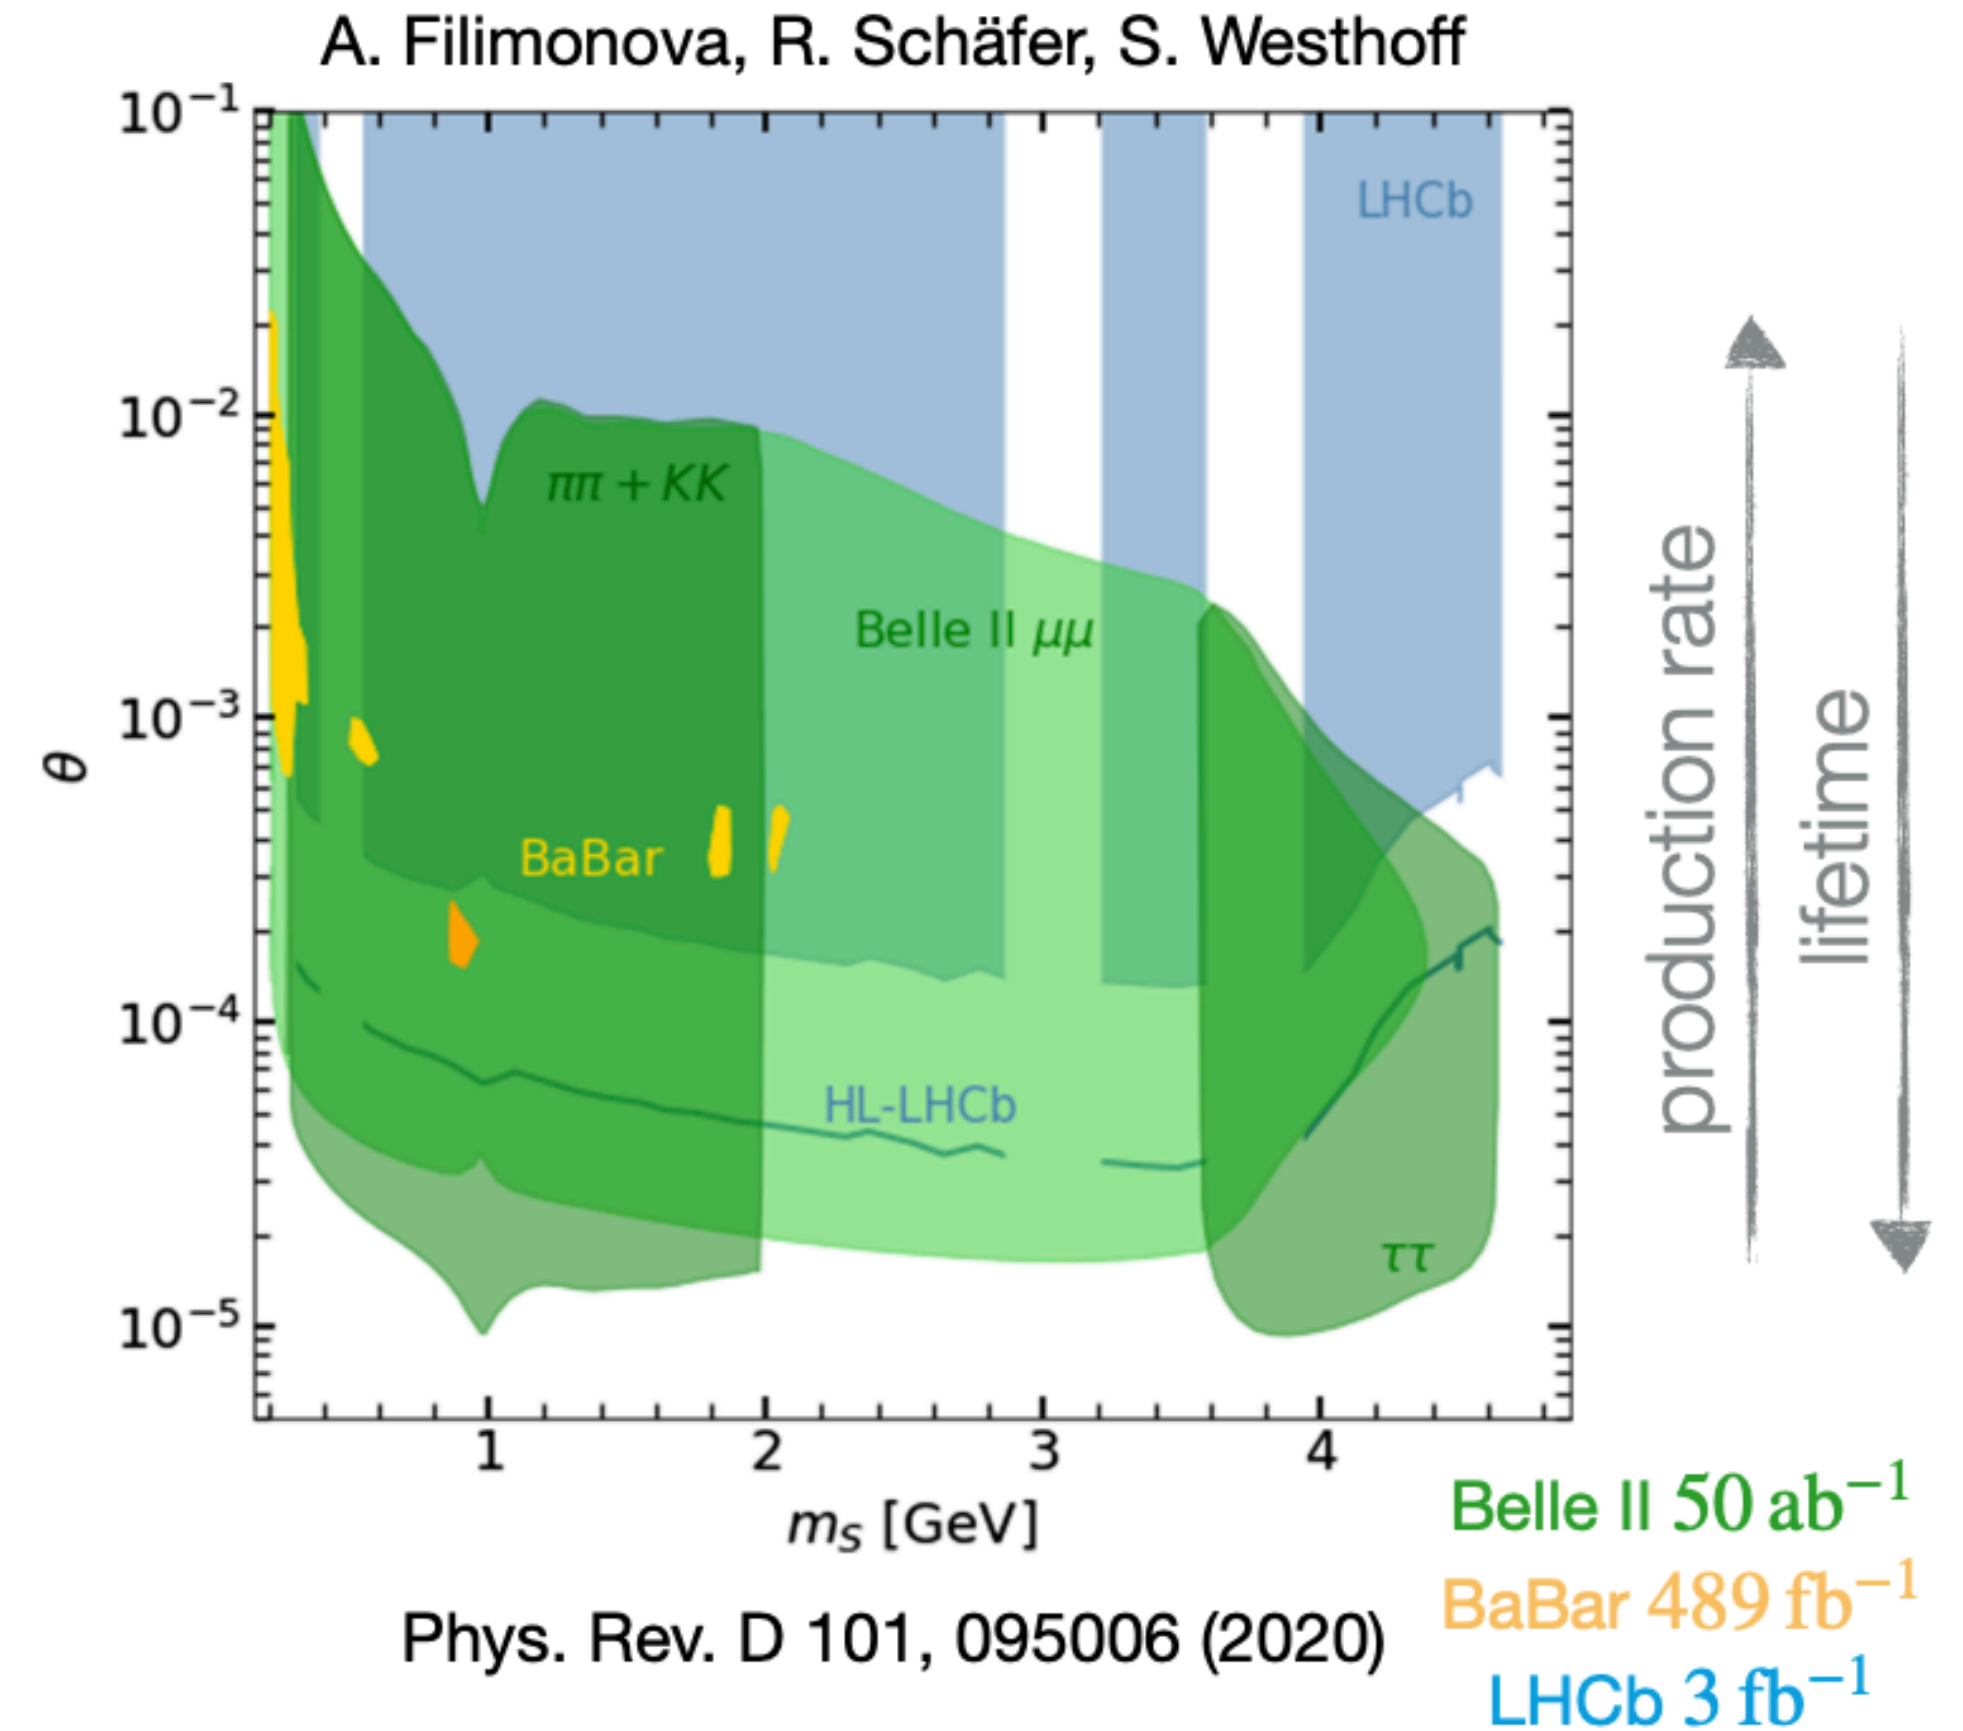 A. Filimonova, R. Schäfer, S. Westhoff
10⁻¹
10⁻²
10⁻³
10⁻⁴
10⁻⁵
θ
LHCb
ππ + KK
Belle II μμ
BaBar
HL-LHCb
ττ
production rate
lifetime
1 2 3 4
m_S [GeV]
Belle II 50 ab⁻¹
BaBar 489 fb⁻¹
LHCb 3 fb⁻¹
Phys. Rev. D 101, 095006 (2020)